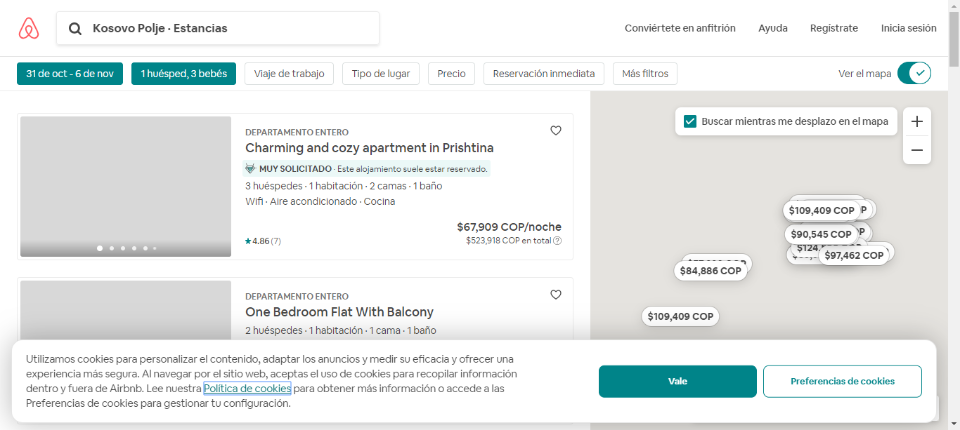 Kosovo Polje · Estancias
Conviértete en anfitrión
Ayuda
Regístrate
Inicia sesión
31 de oct - 6 de nov
1 huésped, 3 bebés
Viaje de trabajo
Tipo de lugar
Precio
Reservación inmediata
Más filtros
Ver el mapa
DEPARTAMENTO ENTERO
Charming and cozy apartment in Prishtina
MUY SOLICITADO · Este alojamiento suele estar reservado.
3 huéspedes · 1 habitación · 2 camas · 1 baño
Wifi · Aire acondicionado · Cocina
$67,909 COP/noche
4.86 (7)
$523,918 COP en total
DEPARTAMENTO ENTERO
One Bedroom Flat With Balcony
2 huéspedes · 1 habitación · 1 cama · 1 baño
Buscar mientras me desplazo en el mapa
$109,409 COP
$90,545 COP
$97,462 COP
$84,886 COP
$109,409 COP
Utilizamos cookies para personalizar el contenido, adaptar los anuncios y medir su eficacia y ofrecer una
experiencia más segura. Al navegar por el sitio web, aceptas el uso de cookies para recopilar información
dentro y fuera de Airbnb. Lee nuestra Política de cookies para obtener más información o accede a las
Preferencias de cookies para gestionar tu configuración.
Vale
Preferencias de cookies